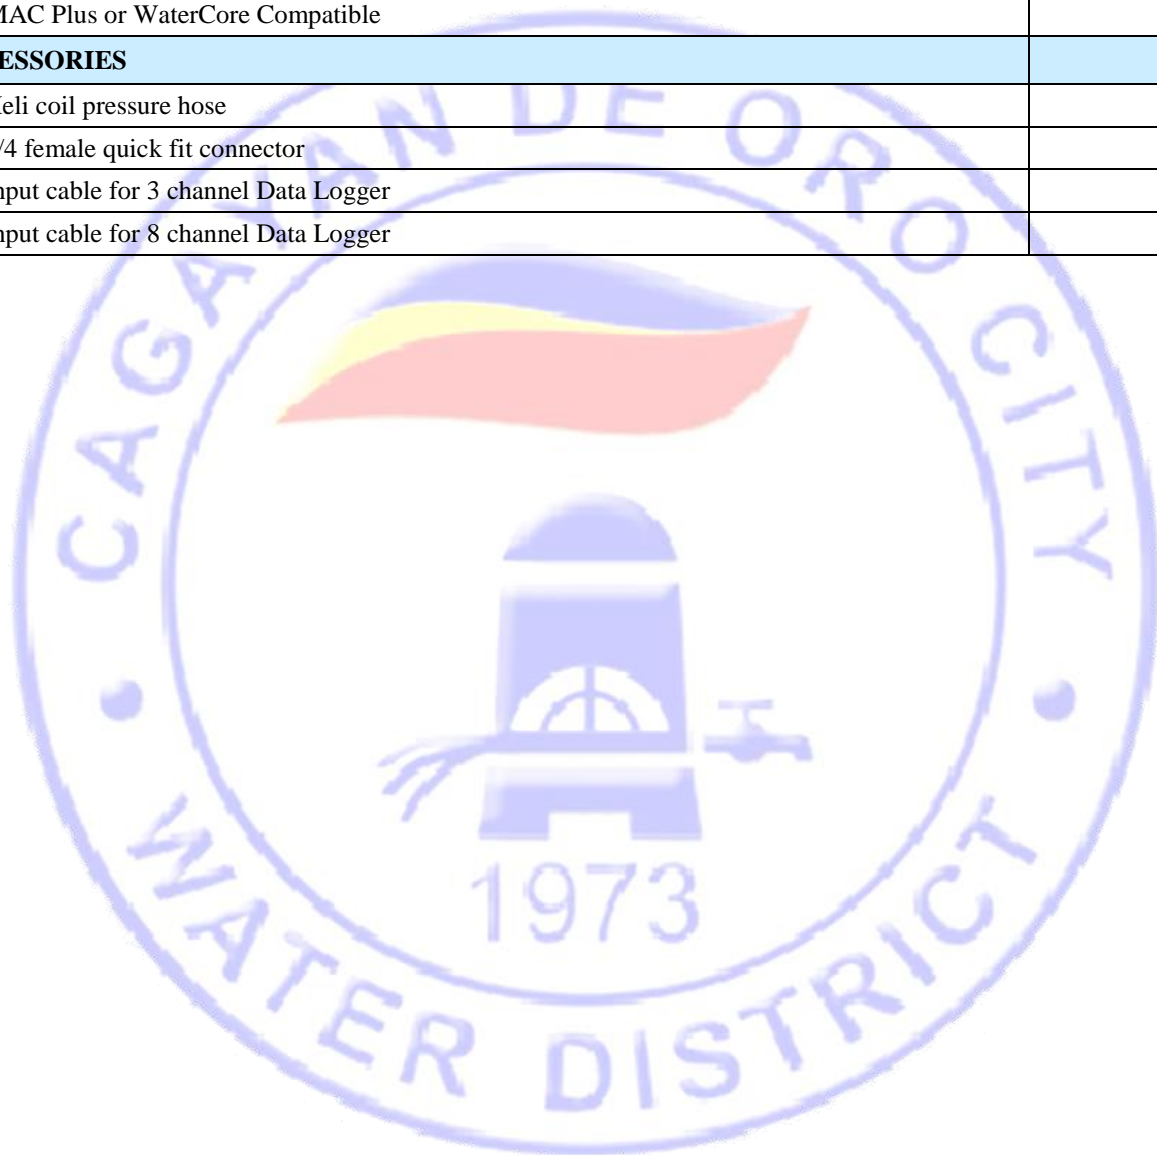 MAC Plus or WaterCore Compatible
ESSORIES
Heli coil pressure hose
/4 female quick fit connector
nput cable for 3 channel Data Logger
nput cable for 8 channel Data Logger
CAGAYAN DE ORO CITY
1973
WATER DISTRICT